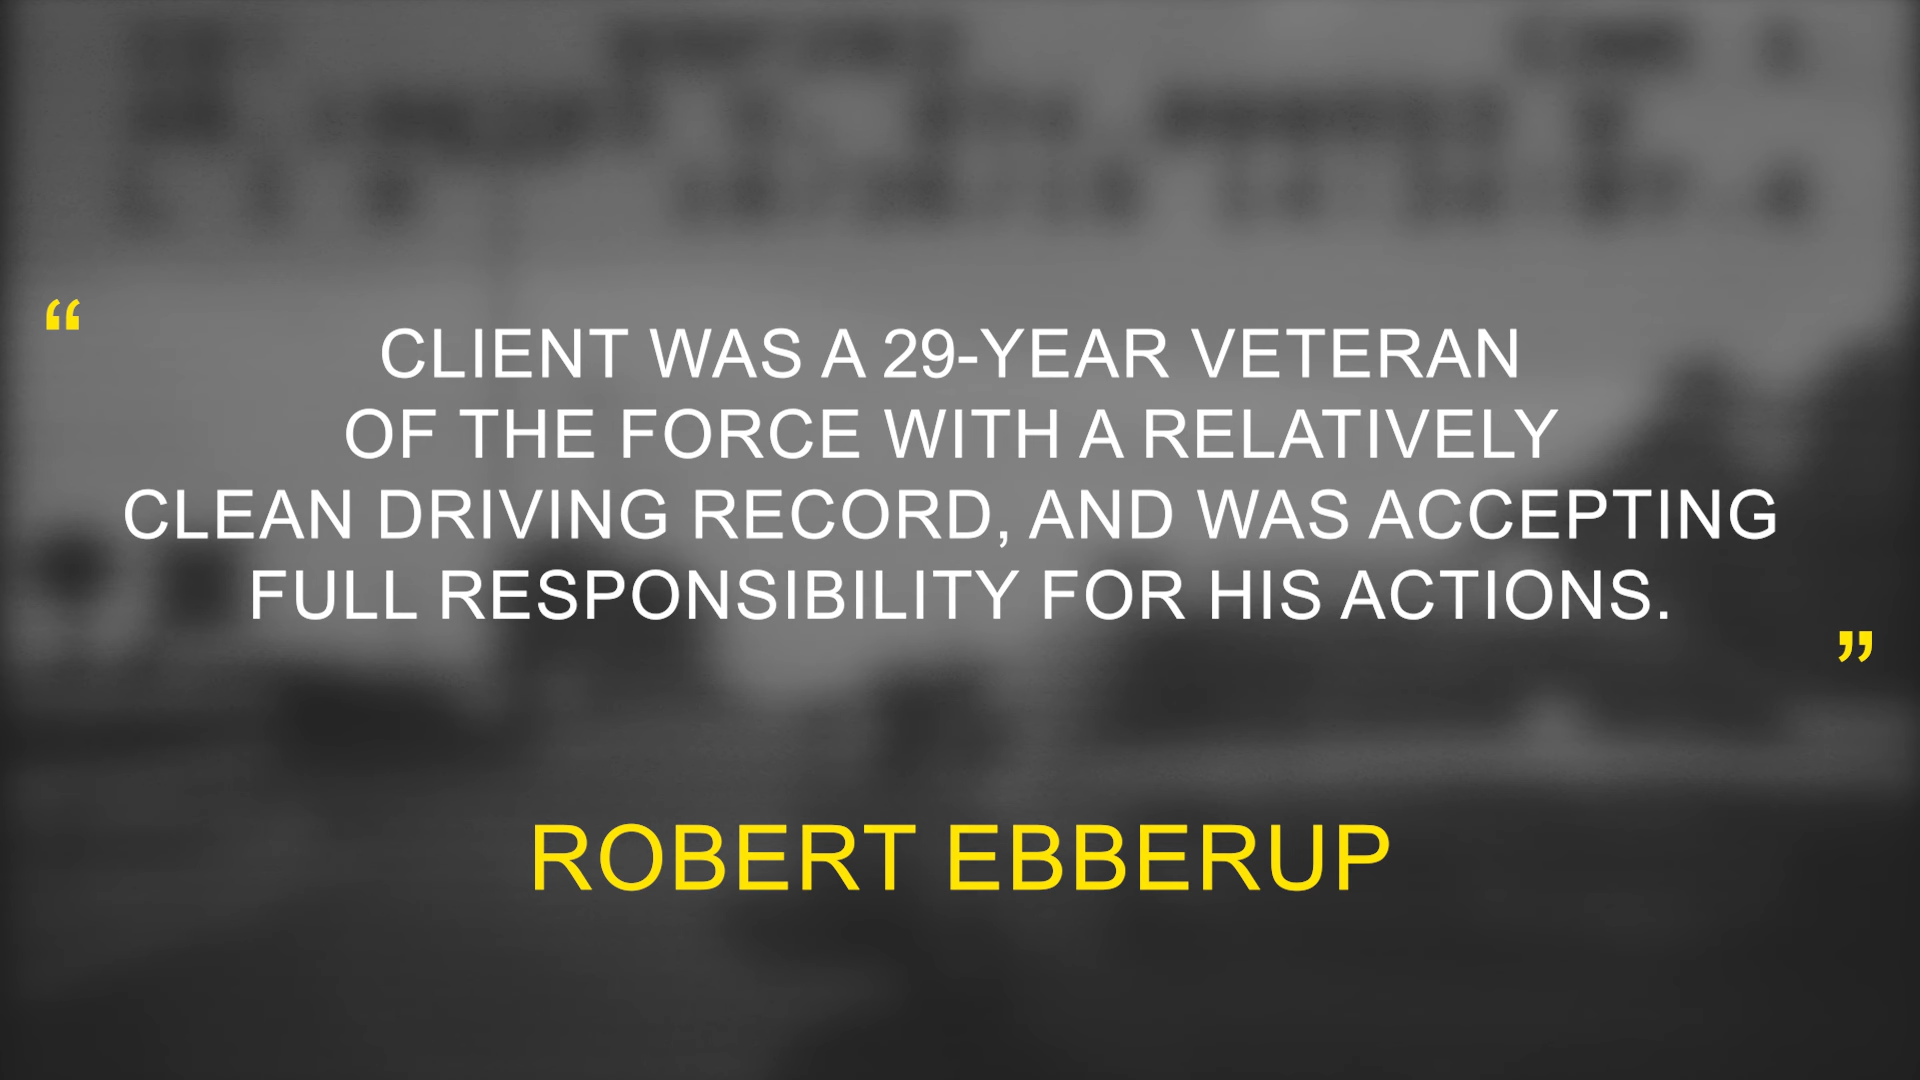 “
CLIENT WAS A 29-YEAR VETERAN
OF THE FORCE WITH A RELATIVELY
CLEAN DRIVING RECORD, AND WAS ACCEPTING
FULL RESPONSIBILITY FOR HIS ACTIONS.
”
ROBERT EBBERUP